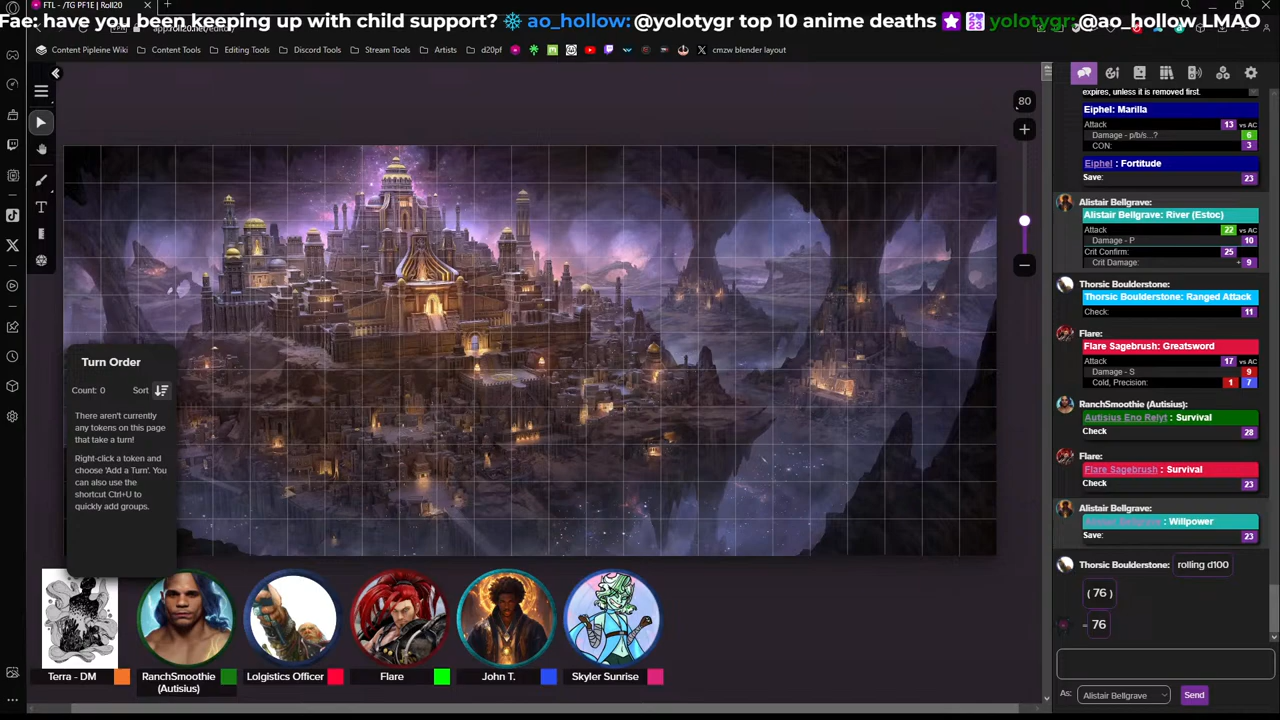 FTL - /TG PF1E | Roll20
Fae: have you been keeping up with child support? ao_hollow: @yolotygr top 10 anime deaths yolotygr: @ao_hollow LMAO
Content Pipleine Wiki
Content Tools
Editing Tools
Discord Tools
Stream Tools
Artists
d20pf
cmzw blender layout
80
expires, unless it is removed first.
Eiphel: Marilla
Attack 13 vs AC
Damage - p/b/s...? 6
CON: 3
Eiphel : Fortitude
Save: 23
Alistair Bellgrave:
Alistair Bellgrave: River (Estoc)
Attack 22 vs AC
Damage - P 10
Crit Confirm: 25
Crit Damage: + 9
Thorsic Boulderstone:
Thorsic Boulderstone: Ranged Attack
Check: 11
Flare:
Flare Sagebrush: Greatsword
Attack 17 vs AC
Damage - S 9
Cold, Precision: 1 7
RanchSmoothie (Autisius):
Autisius Eno Relyt : Survival
Check 28
Flare:
Flare Sagebrush : Survival
Check 23
Alistair Bellgrave:
Alistair Bellgrave : Willpower
Save: 23
Thorsic Boulderstone: rolling d100
( 76 )
= 76
As: Alistair Bellgrave
Send
Turn Order
Count: 0 Sort
There aren't currently
any tokens on this page
that take a turn!
Right-click a token and
choose 'Add a Turn'. You
can also use the
shortcut Ctrl+U to
quickly add groups.
Terra - DM
RanchSmoothie
(Autisius)
Lolgistics Officer
Flare
John T.
Skyler Sunrise